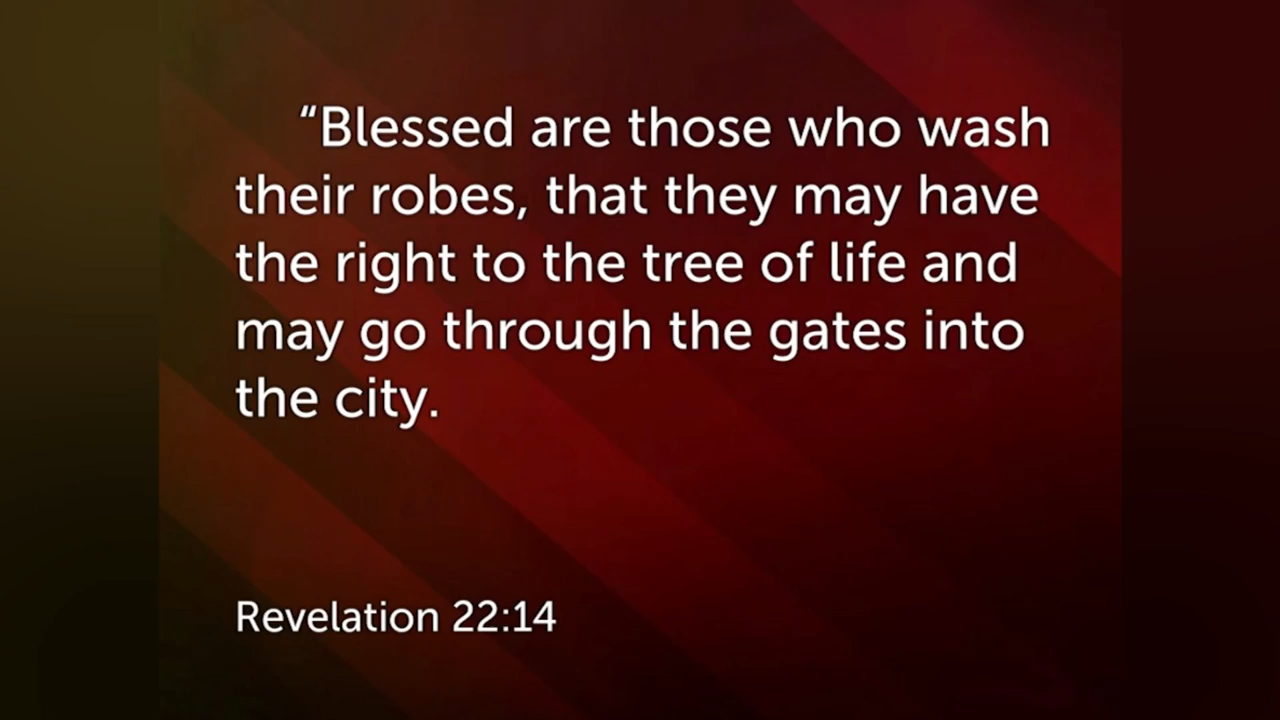 “Blessed are those who wash
their robes, that they may have
the right to the tree of life and
may go through the gates into
the city.
Revelation 22:14